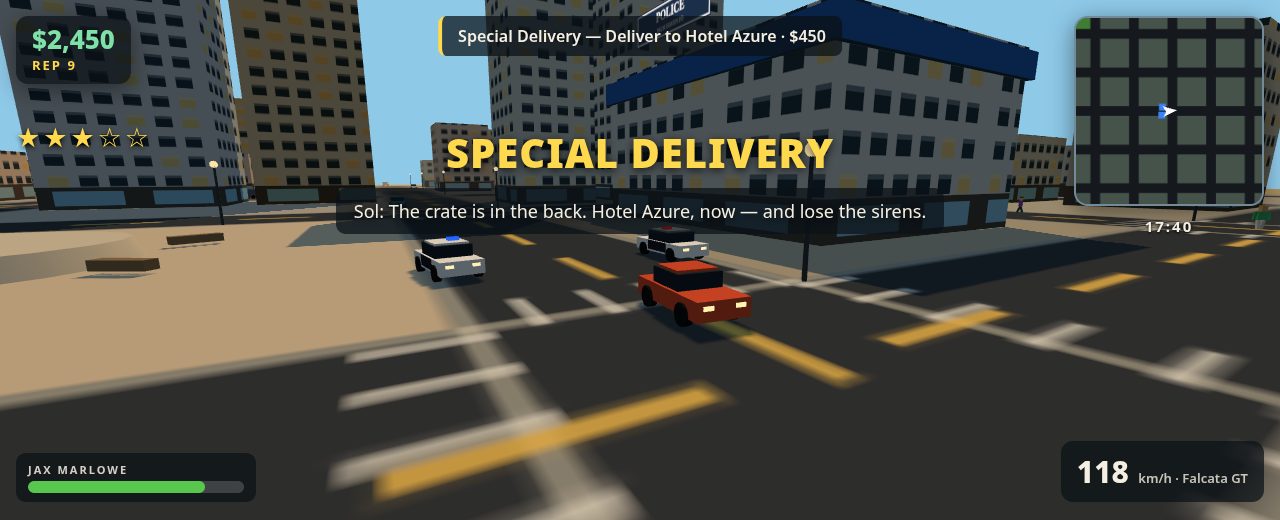 $2,450
REP 9
Special Delivery — Deliver to Hotel Azure · $450
POLICE
★★★☆☆
SPECIAL DELIVERY
Sol: The crate is in the back. Hotel Azure, now — and lose the sirens.
17:40
JAX MARLOWE
118 km/h · Falcata GT